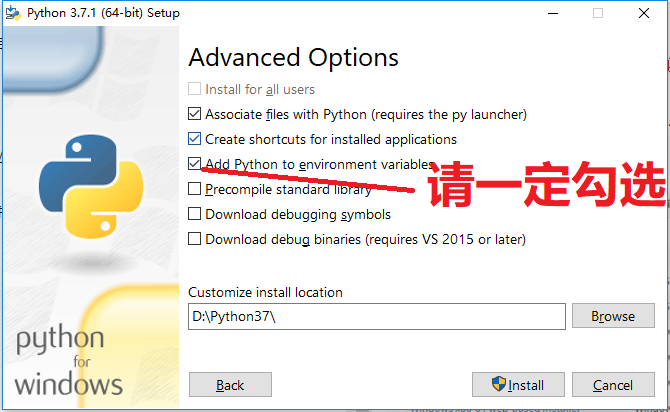 Python 3.7.1 (64-bit) Setup
Advanced Options
Install for all users
Associate files with Python (requires the py launcher)
Create shortcuts for installed applications
Add Python to environment variables
请一定勾选
Precompile standard library
Download debugging symbols
Download debug binaries (requires VS 2015 or later)
Customize install location
D:\Python37\
Browse
python
for
windows
Back
Install
Cancel